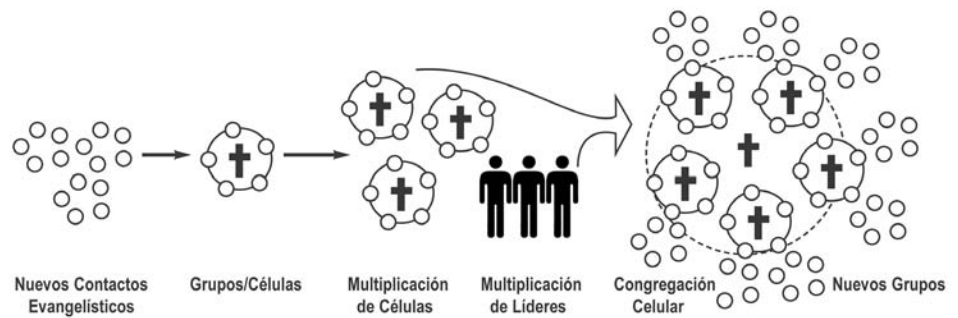 Nuevos Contactos
Evangelísticos
Grupos/Células
Multiplicación
de Células
Multiplicación
de Líderes
Congregación
Celular
Nuevos Grupos